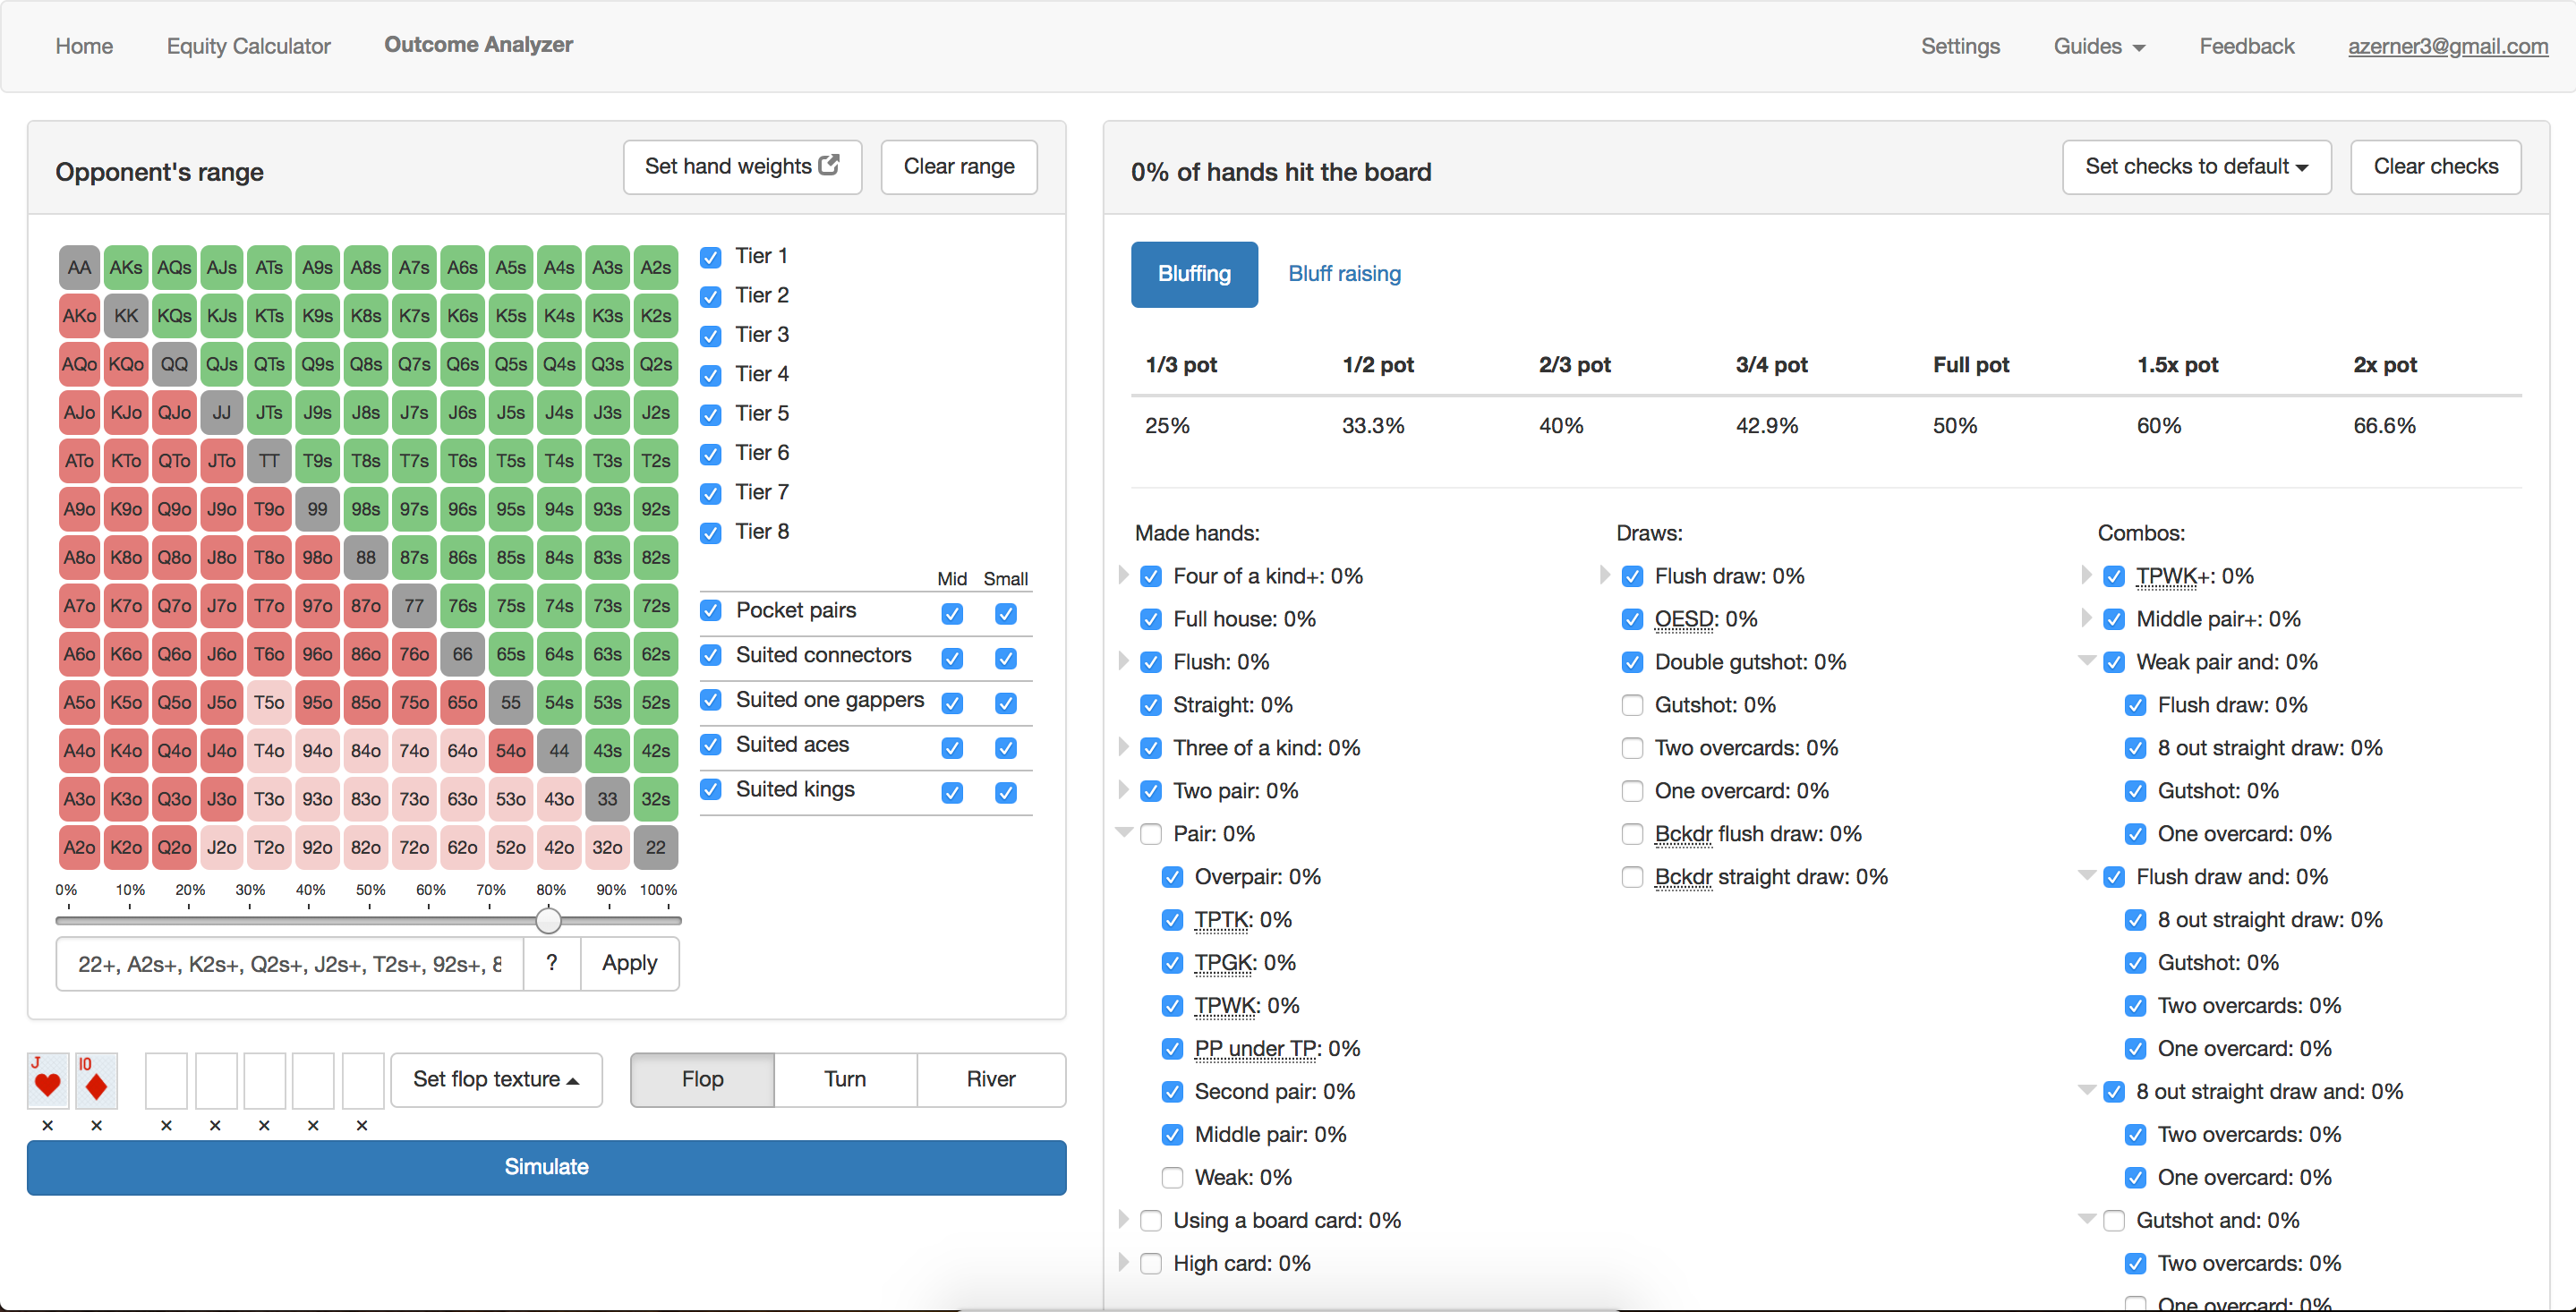 Home Equity Calculator Outcome Analyzer Settings Guides Feedback azerner3@gmail.com
Opponent's range Set hand weights Clear range
AA AKs AQs AJs ATs A9s A8s A7s A6s A5s A4s A3s A2s
AKo KK KQs KJs KTs K9s K8s K7s K6s K5s K4s K3s K2s
AQo KQo QQ QJs QTs Q9s Q8s Q7s Q6s Q5s Q4s Q3s Q2s
AJo KJo QJo JJ JTs J9s J8s J7s J6s J5s J4s J3s J2s
ATo KTo QTo JTo TT T9s T8s T7s T6s T5s T4s T3s T2s
A9o K9o Q9o J9o T9o 99 98s 97s 96s 95s 94s 93s 92s
A8o K8o Q8o J8o T8o 98o 88 87s 86s 85s 84s 83s 82s
A7o K7o Q7o J7o T7o 97o 87o 77 76s 75s 74s 73s 72s
A6o K6o Q6o J6o T6o 96o 86o 76o 66 65s 64s 63s 62s
A5o K5o Q5o J5o T5o 95o 85o 75o 65o 55 54s 53s 52s
A4o K4o Q4o J4o T4o 94o 84o 74o 64o 54o 44 43s 42s
A3o K3o Q3o J3o T3o 93o 83o 73o 63o 53o 43o 33 32s
A2o K2o Q2o J2o T2o 92o 82o 72o 62o 52o 42o 32o 22
0% 10% 20% 30% 40% 50% 60% 70% 80% 90% 100%
22+, A2s+, K2s+, Q2s+, J2s+, T2s+, 92s+, 8 ? Apply
Tier 1
Tier 2
Tier 3
Tier 4
Tier 5
Tier 6
Tier 7
Tier 8
Mid Small
Pocket pairs
Suited connectors
Suited one gappers
Suited aces
Suited kings
J 10 Set flop texture Flop Turn River
× × × × × × ×
Simulate
0% of hands hit the board Set checks to default Clear checks
Bluffing Bluff raising
1/3 pot 1/2 pot 2/3 pot 3/4 pot Full pot 1.5x pot 2x pot
25% 33.3% 40% 42.9% 50% 60% 66.6%
Made hands:
Four of a kind+: 0%
Full house: 0%
Flush: 0%
Straight: 0%
Three of a kind: 0%
Two pair: 0%
Pair: 0%
Overpair: 0%
TPTK: 0%
TPGK: 0%
TPWK: 0%
PP under TP: 0%
Second pair: 0%
Middle pair: 0%
Weak: 0%
Using a board card: 0%
High card: 0%
Draws:
Flush draw: 0%
OESD: 0%
Double gutshot: 0%
Gutshot: 0%
Two overcards: 0%
One overcard: 0%
Bckdr flush draw: 0%
Bckdr straight draw: 0%
Combos:
TPWK+: 0%
Middle pair+: 0%
Weak pair and: 0%
Flush draw: 0%
8 out straight draw: 0%
Gutshot: 0%
One overcard: 0%
Flush draw and: 0%
8 out straight draw: 0%
Gutshot: 0%
Two overcards: 0%
One overcard: 0%
8 out straight draw and: 0%
Two overcards: 0%
One overcard: 0%
Gutshot and: 0%
Two overcards: 0%
One overcard: 0%